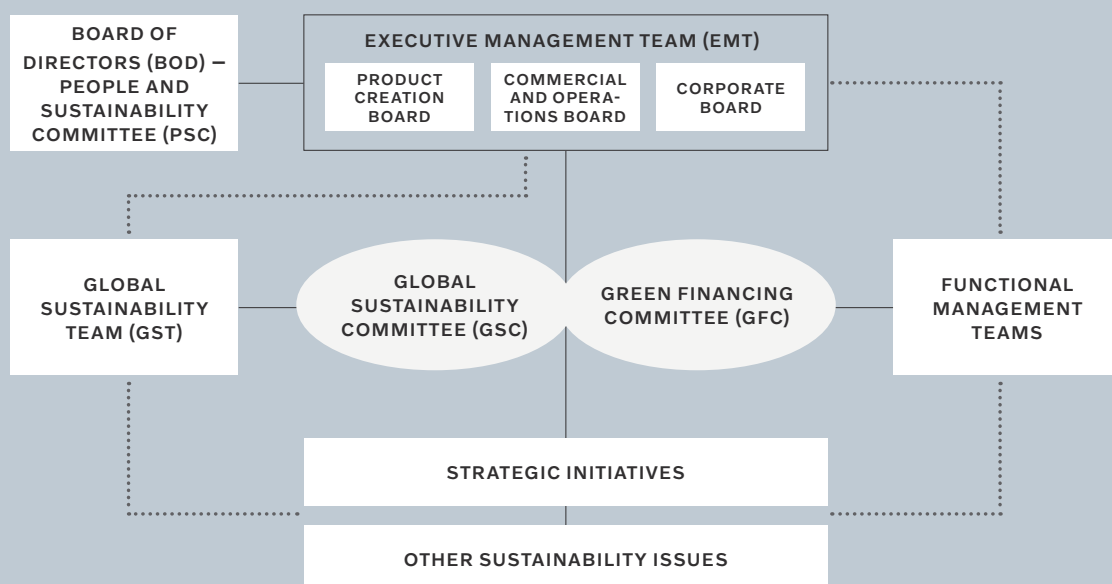 BOARD OF
DIRECTORS (BOD) —
PEOPLE AND
SUSTAINABILITY
COMMITTEE (PSC)
EXECUTIVE MANAGEMENT TEAM (EMT)
PRODUCT
CREATION
BOARD
COMMERCIAL
AND OPERA-
TIONS BOARD
CORPORATE
BOARD
GLOBAL
SUSTAINABILITY
TEAM (GST)
GLOBAL
SUSTAINABILITY
COMMITTEE (GSC)
GREEN FINANCING
COMMITTEE (GFC)
FUNCTIONAL
MANAGEMENT
TEAMS
STRATEGIC INITIATIVES
OTHER SUSTAINABILITY ISSUES